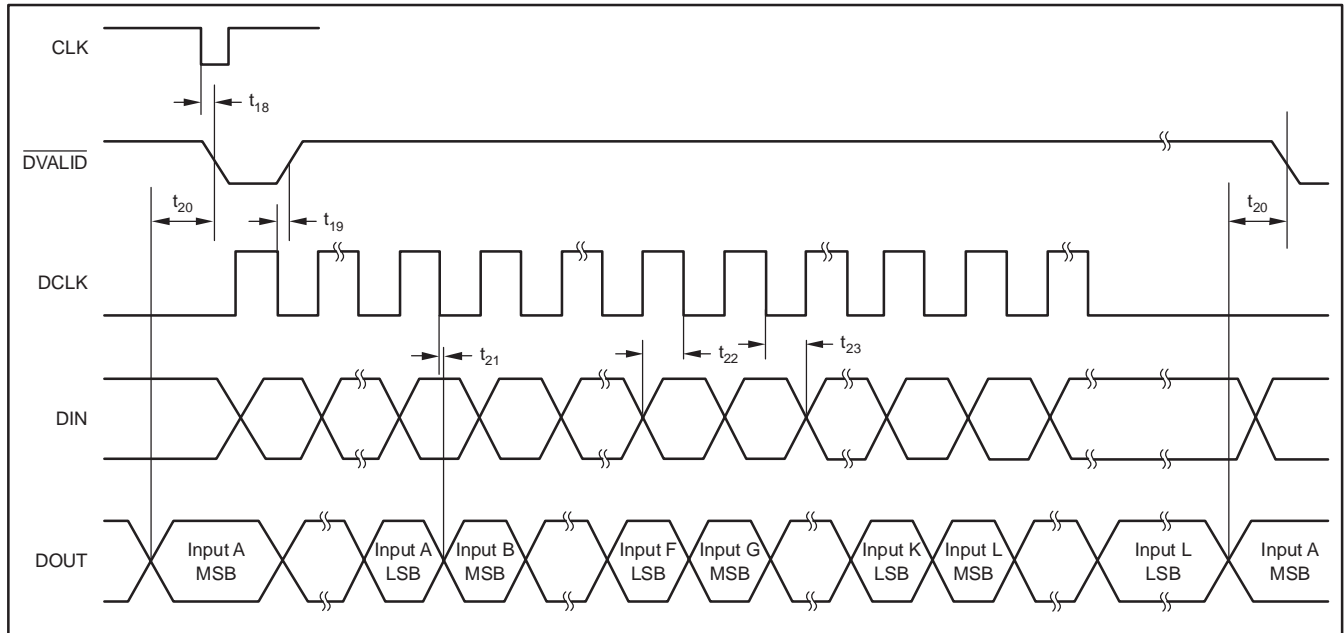 CLK
t18
DVALID
t20
t19
t20
DCLK
t21
t22
t23
DIN
DOUT
Input A
MSB
Input A
LSB
Input B
MSB
Input F
LSB
Input G
MSB
Input K
LSB
Input L
MSB
Input L
LSB
Input A
MSB